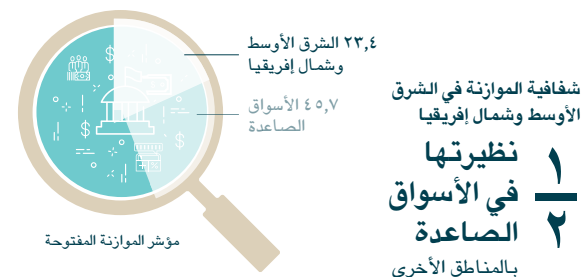 شفافية الموازنة في الشرق
الأوسط وشمال إفريقيا
١
٢
نظيرتها
في الأسواق
الصاعدة
بالمناطق الأخرى
٢٣,٤ الشرق الأوسط
وشمال إفريقيا
٤٥,٧ الأسواق
الصاعدة
مؤشر الموازنة المفتوحة